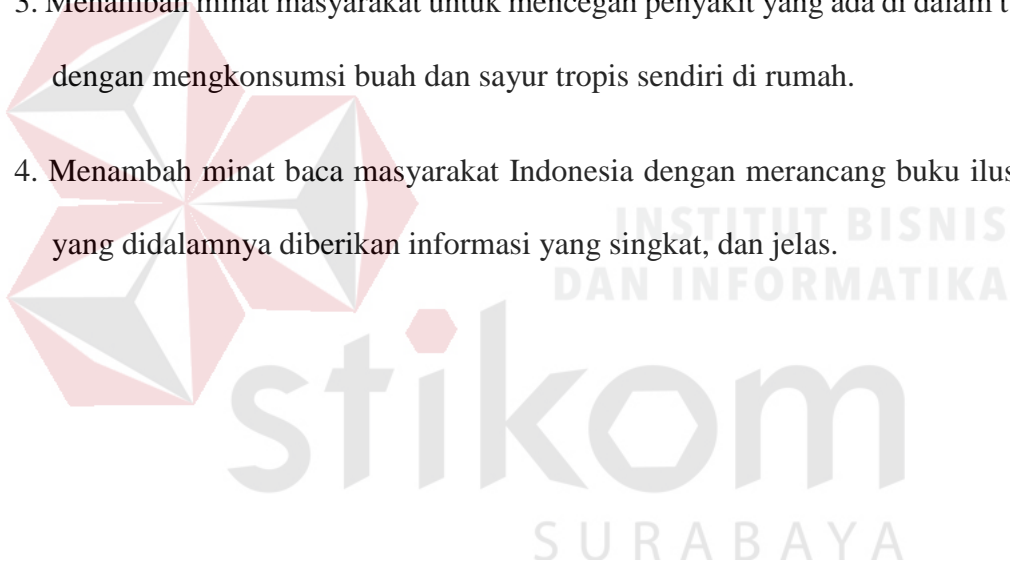 3. Menambah minat masyarakat untuk mencegah penyakit yang ada di dalam
dengan mengkonsumsi buah dan sayur tropis sendiri di rumah.
4. Menambah minat baca masyarakat Indonesia dengan merancang buku
yang didalamnya diberikan informasi yang singkat, dan jelas.
INSTITUT BISNIS
DAN INFORMATIKA
stikom
SURABAYA